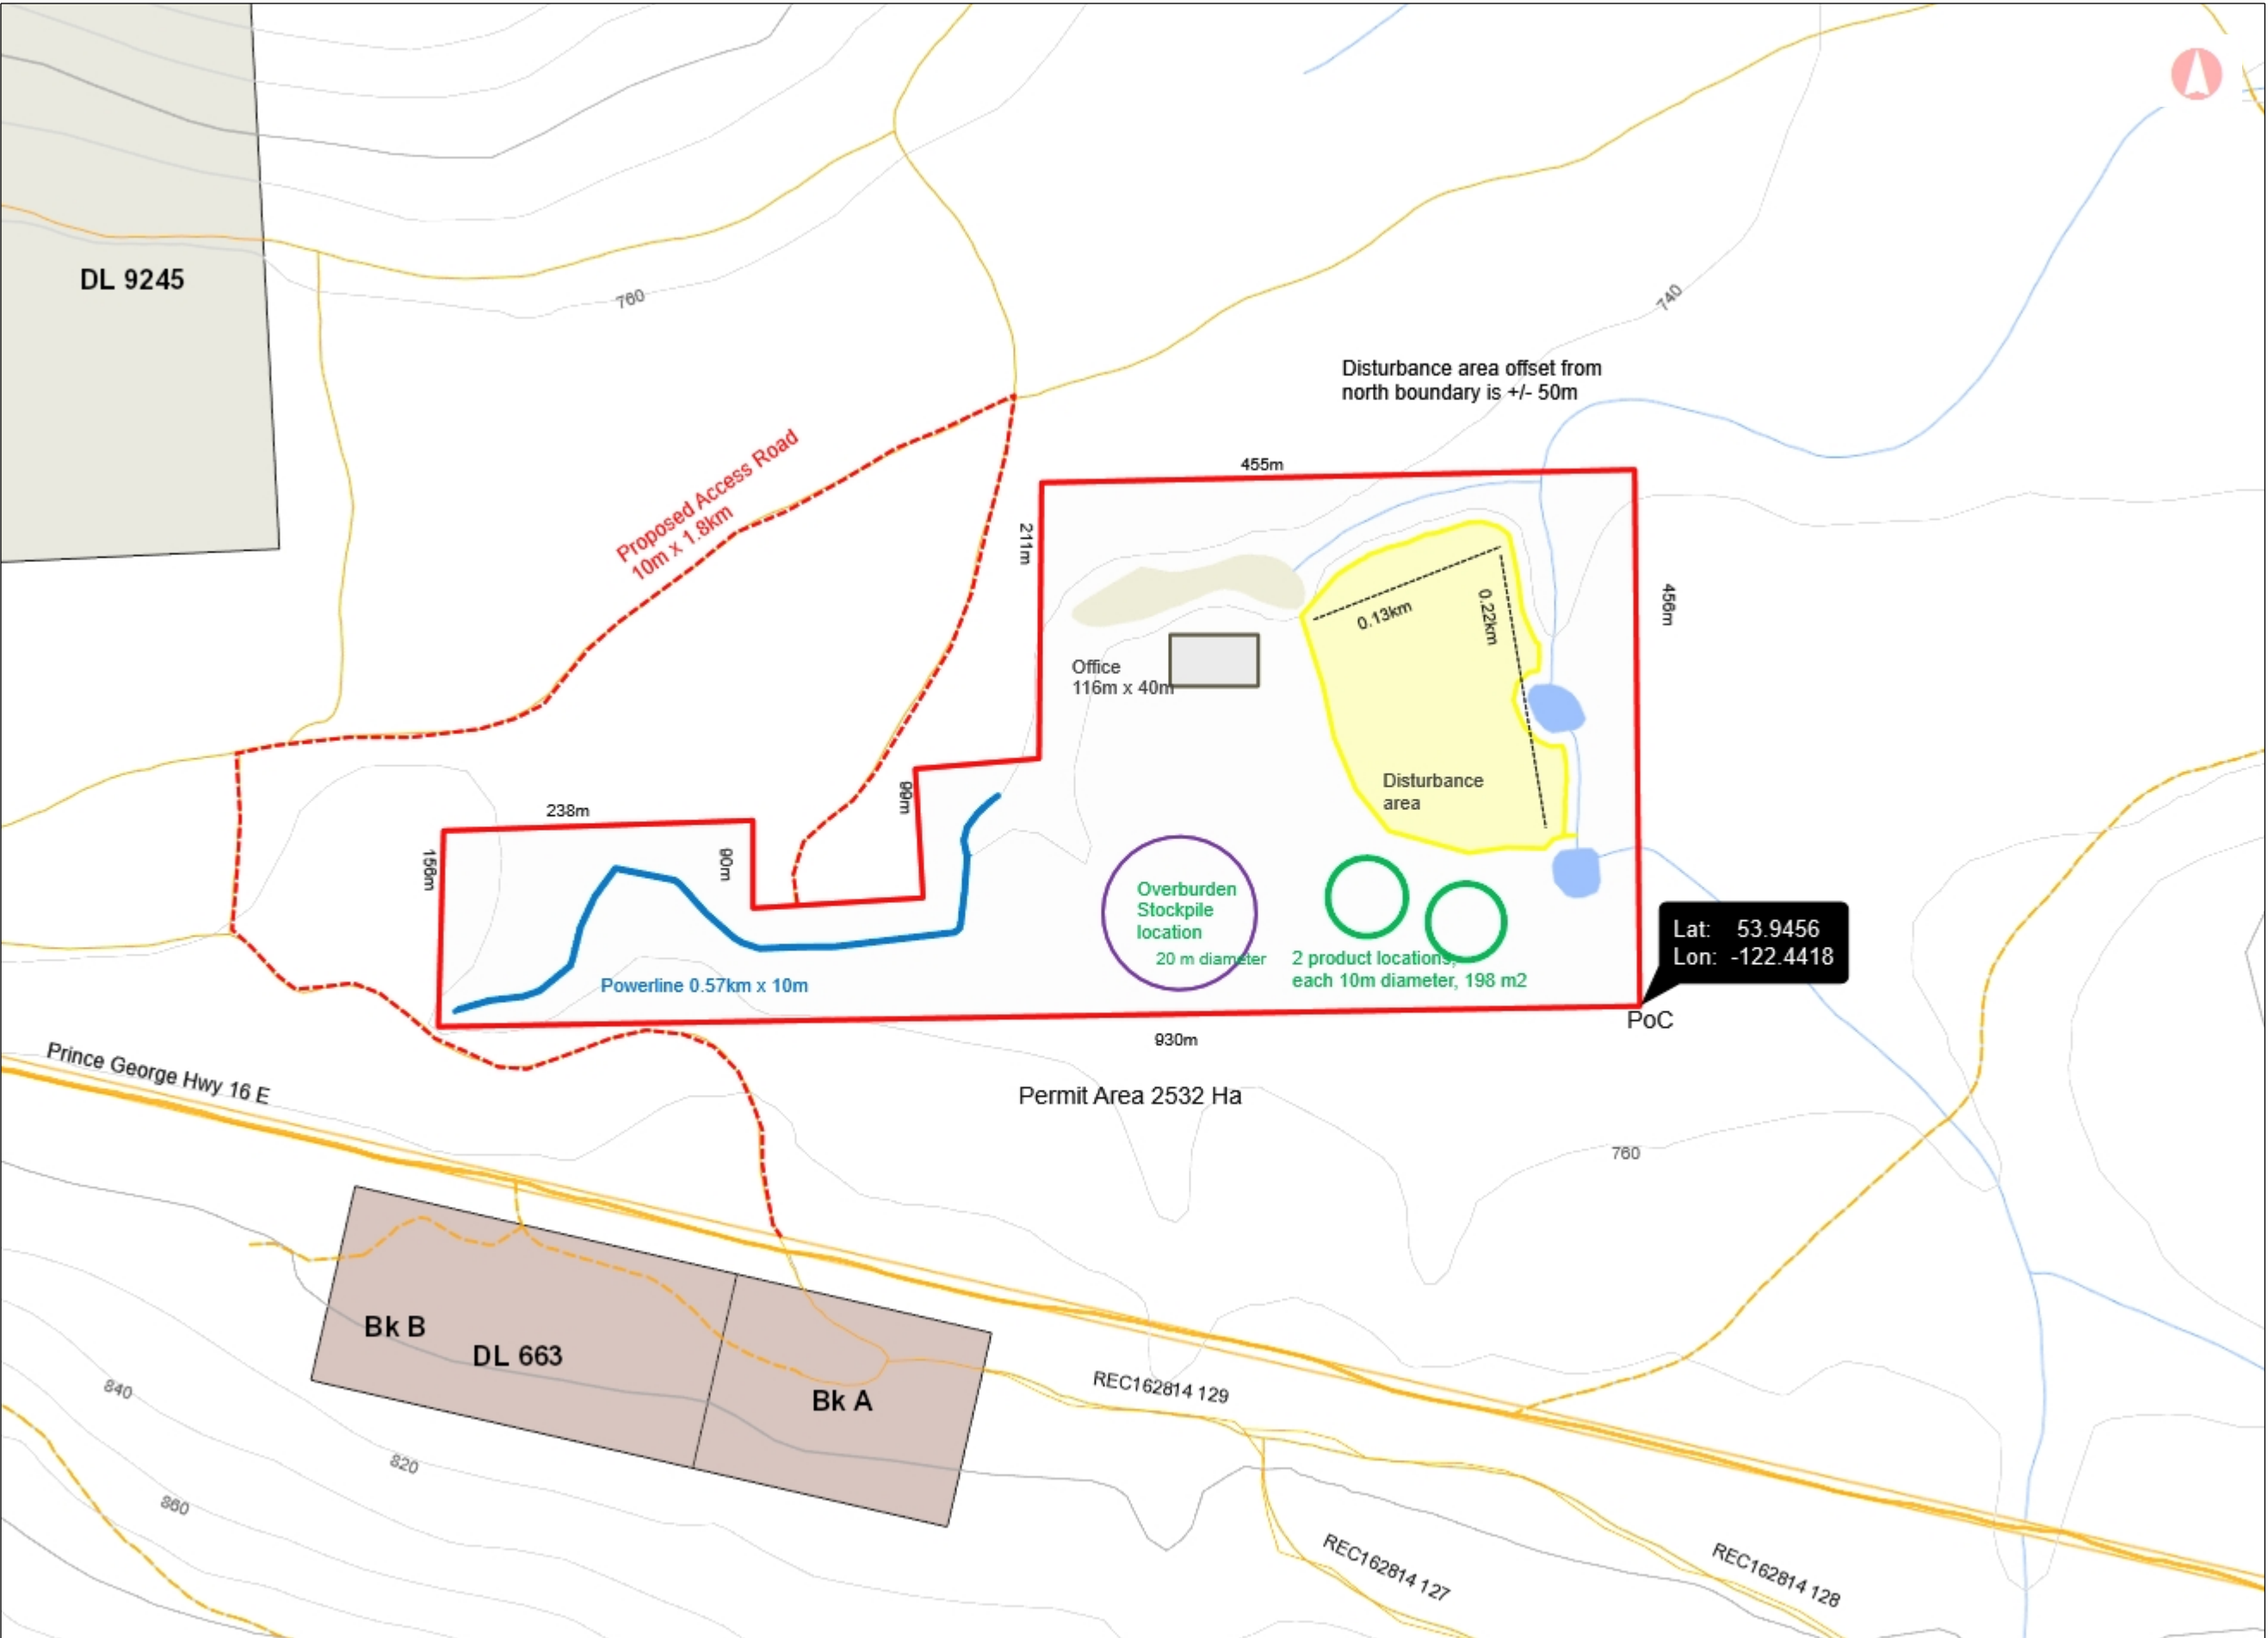 DL 9245
760
740
Disturbance area offset from
north boundary is +/- 50m
Proposed Access Road
10m x 1.8km
455m
211m
456m
0.13km
0.22km
Office
116m x 40m
Disturbance
area
99m
238m
90m
156m
Overburden
Stockpile
location
20 m diameter
2 product locations,
each 10m diameter, 198 m2
Powerline 0.57km x 10m
Lat: 53.9456
Lon: -122.4418
PoC
930m
Prince George Hwy 16 E
Permit Area 2532 Ha
760
Bk B
DL 663
Bk A
REC162814 129
840
820
860
REC162814 127
REC162814 128